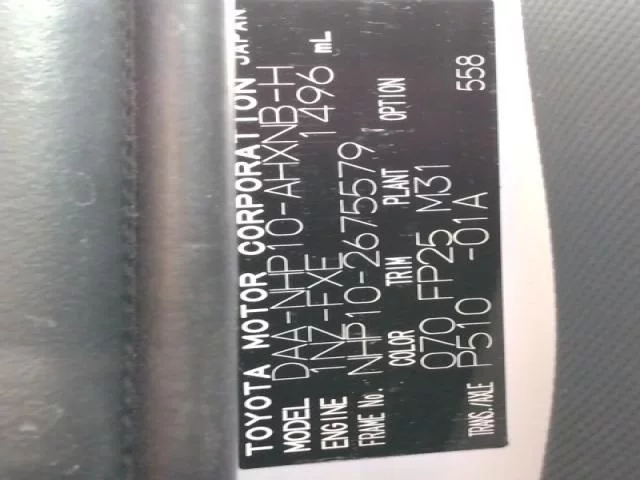 TOYOTA MOTOR CORPORATION JAPAN
MODEL DAA-NHP10-AHXNB-H
ENGINE 1NZ-FXE 1496 mL
FRAME No. NHP10-2675579
COLOR TRIM PLANT OPTION
070 FP25 M31
TRANS./AXLE P510 -01A 558